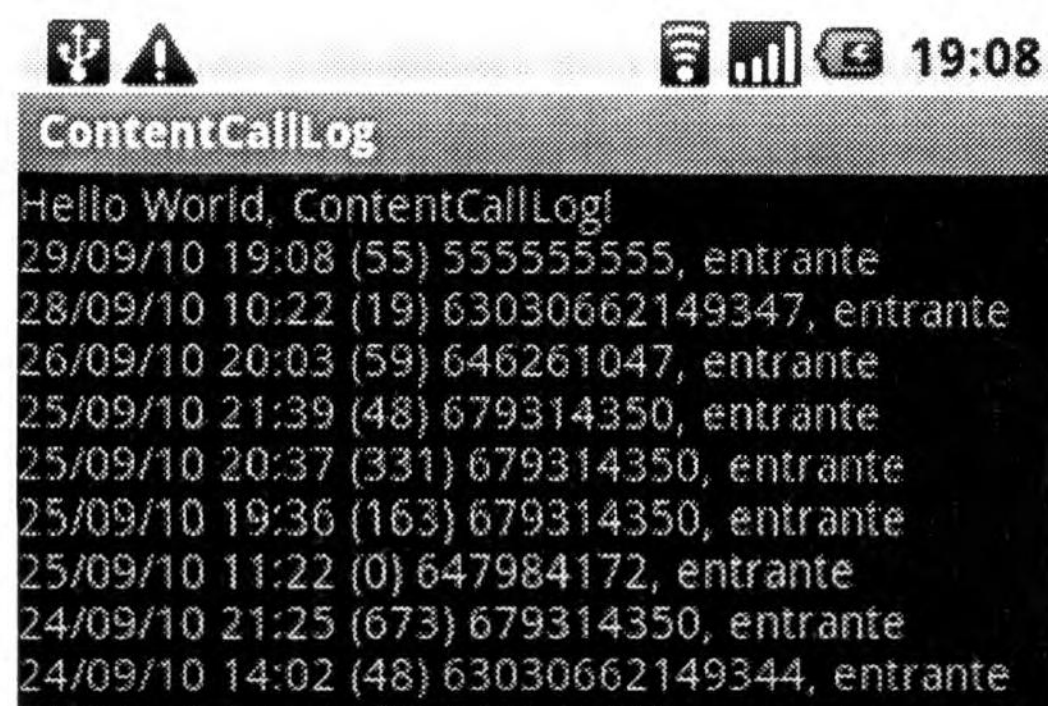 19:08
ContentCallLog
Hello World, ContentCallLog!
29/09/10 19:08 (55) 555555555, entrante
28/09/10 10:22 (19) 63030662149347, entrante
26/09/10 20:03 (59) 646261047, entrante
25/09/10 21:39 (48) 679314350, entrante
25/09/10 20:37 (331) 679314350, entrante
25/09/10 19:36 (163) 679314350, entrante
25/09/10 11:22 (0) 647984172, entrante
24/09/10 21:25 (673) 679314350, entrante
24/09/10 14:02 (48) 63030662149344, entrante